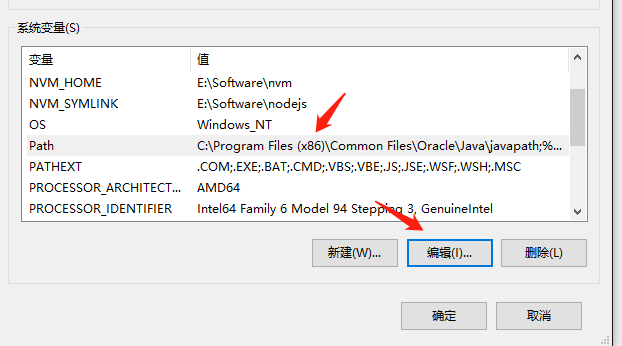 系统变量(S)
变量 值
NVM_HOME E:\Software\nvm
NVM_SYMLINK E:\Software\nodejs
OS Windows_NT
Path C:\Program Files (x86)\Common Files\Oracle\Java\javapath;%...
PATHEXT .COM;.EXE;.BAT;.CMD;.VBS;.VBE;.JS;.JSE;.WSF;.WSH;.MSC
PROCESSOR_ARCHITECT... AMD64
PROCESSOR_IDENTIFIER Intel64 Family 6 Model 94 Stepping 3, GenuineIntel
新建(W)... 编辑(I)... 删除(L)
确定 取消